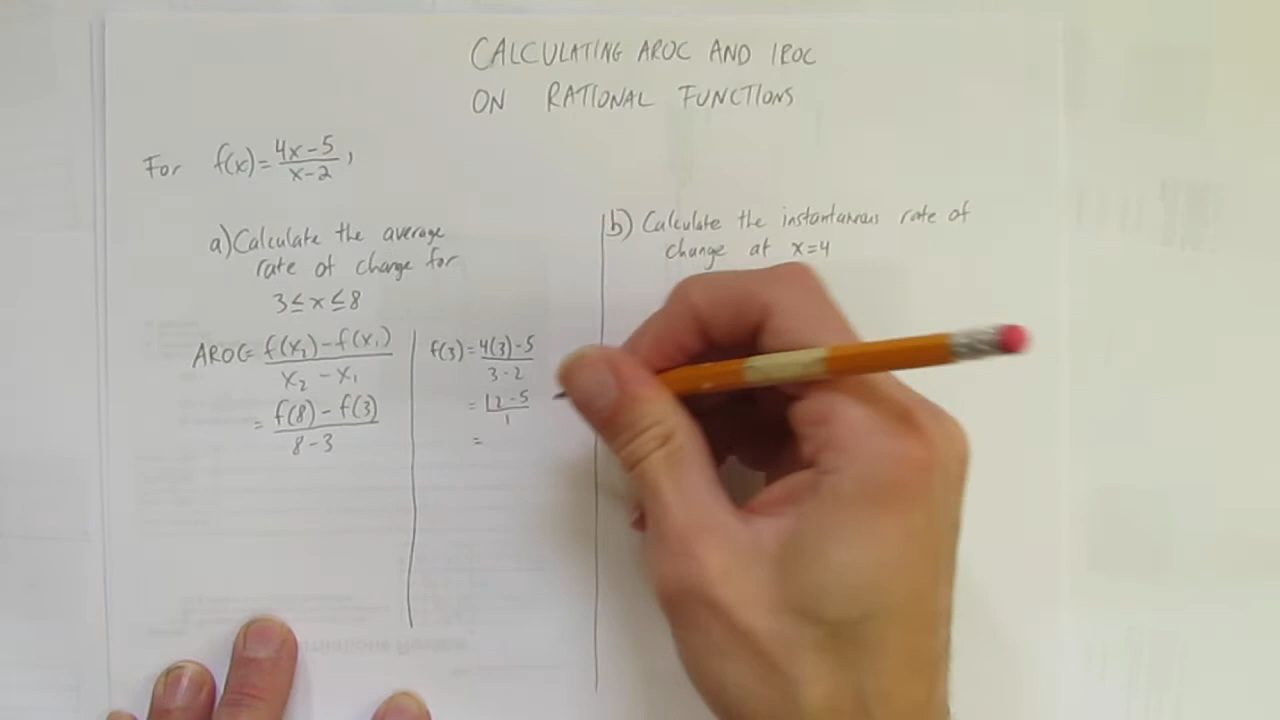 CALCULATING AROC AND IROC
ON RATIONAL FUNCTIONS
For f(x)=4x-5/x-2,
a) Calculate the average
rate of change for
3≤x≤8
AROC= f(x₂)-f(x₁)/x₂-x₁
= f(8)-f(3)/8-3
f(3)=4(3)-5/3-2
= 12-5/1
=
b) Calculate the instantaneous rate of
change at x=4